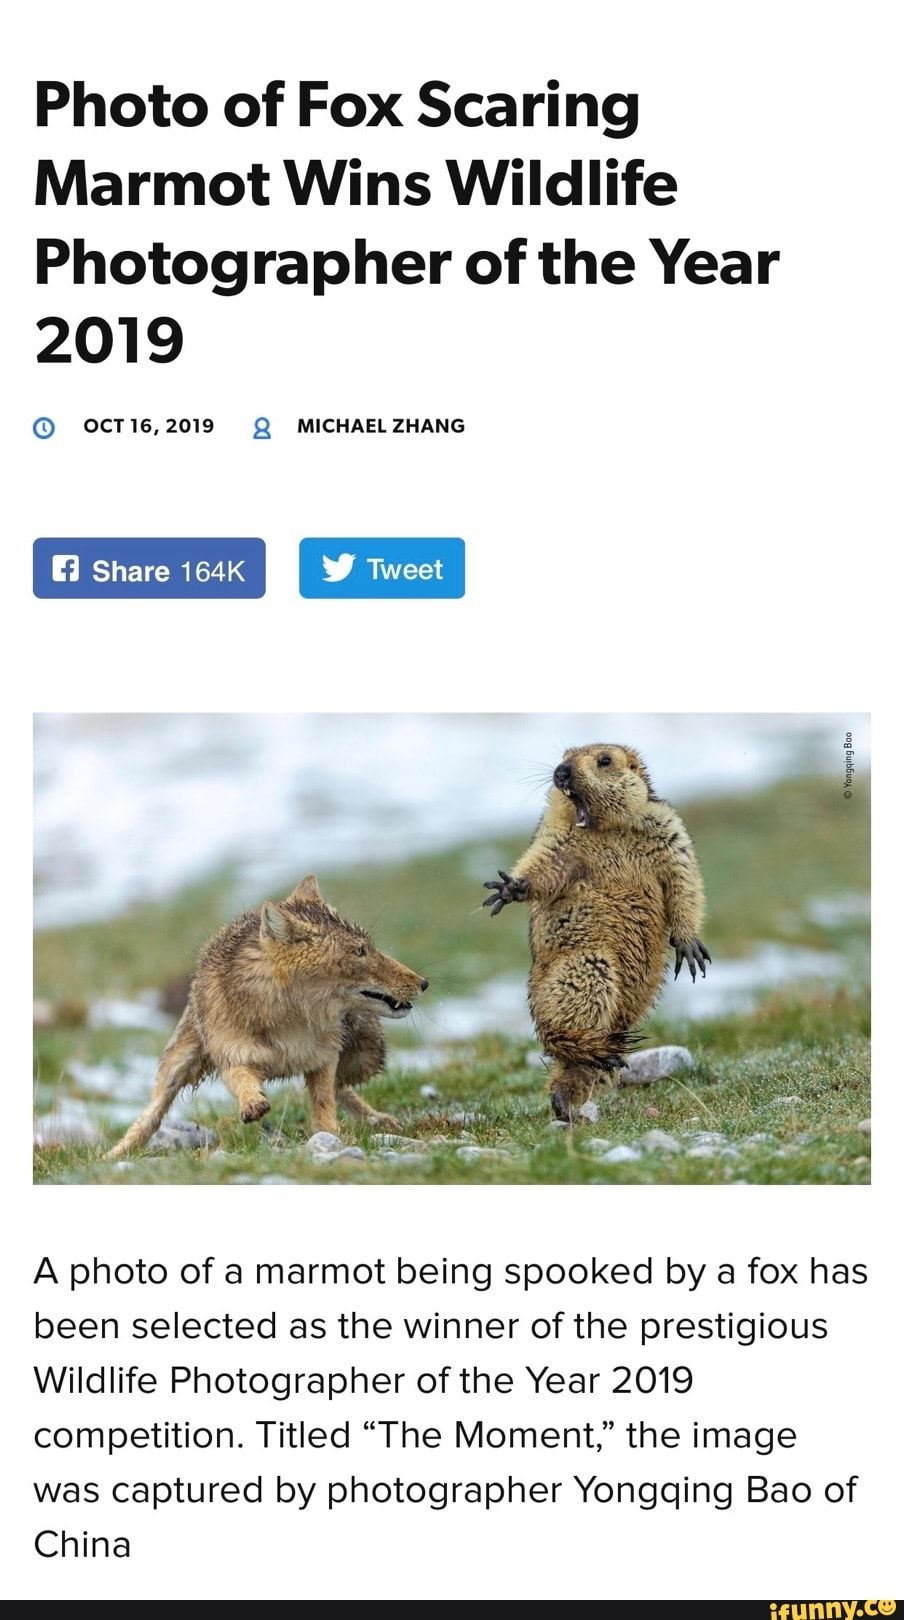 Photo of Fox Scaring
Marmot Wins Wildlife
Photographer of the Year
2019
OCT 16, 2019 MICHAEL ZHANG
Share 164K Tweet
© Yongqing Bao
A photo of a marmot being spooked by a fox has
been selected as the winner of the prestigious
Wildlife Photographer of the Year 2019
competition. Titled “The Moment,” the image
was captured by photographer Yongqing Bao of
China
ifunny.co